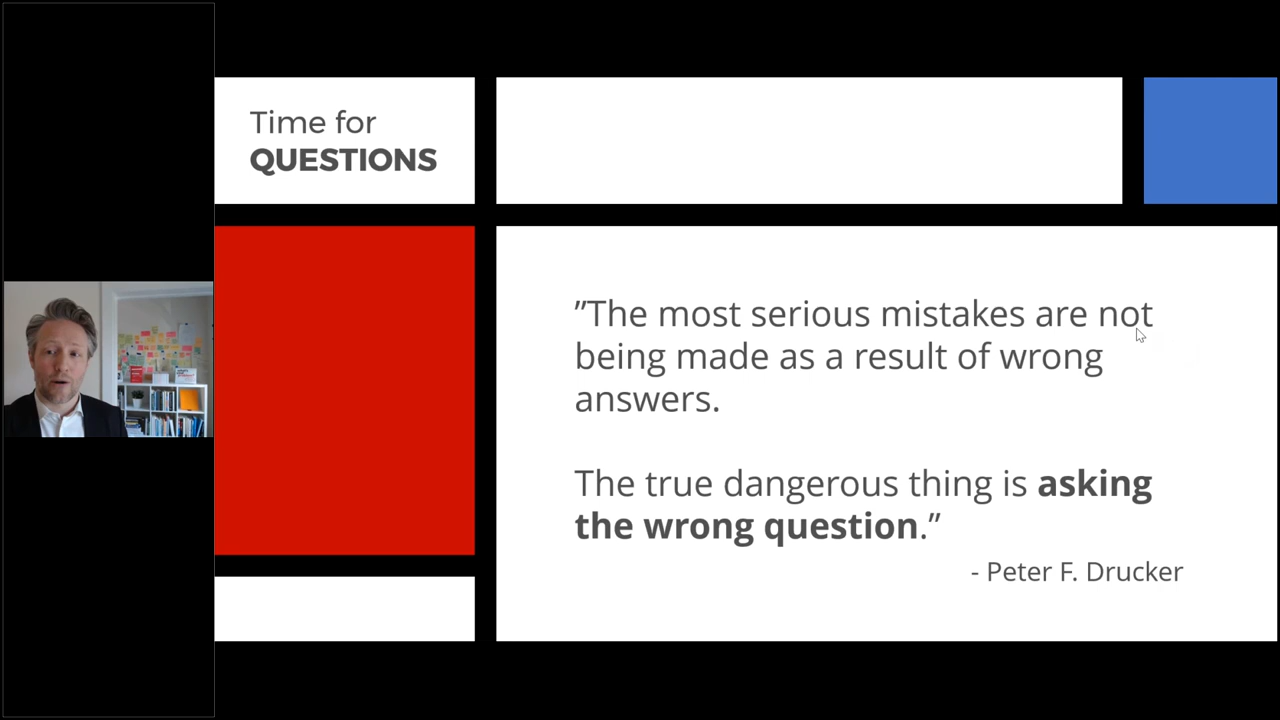 Time for
QUESTIONS
”The most serious mistakes are not
being made as a result of wrong
answers.
The true dangerous thing is asking
the wrong question.”
- Peter F. Drucker